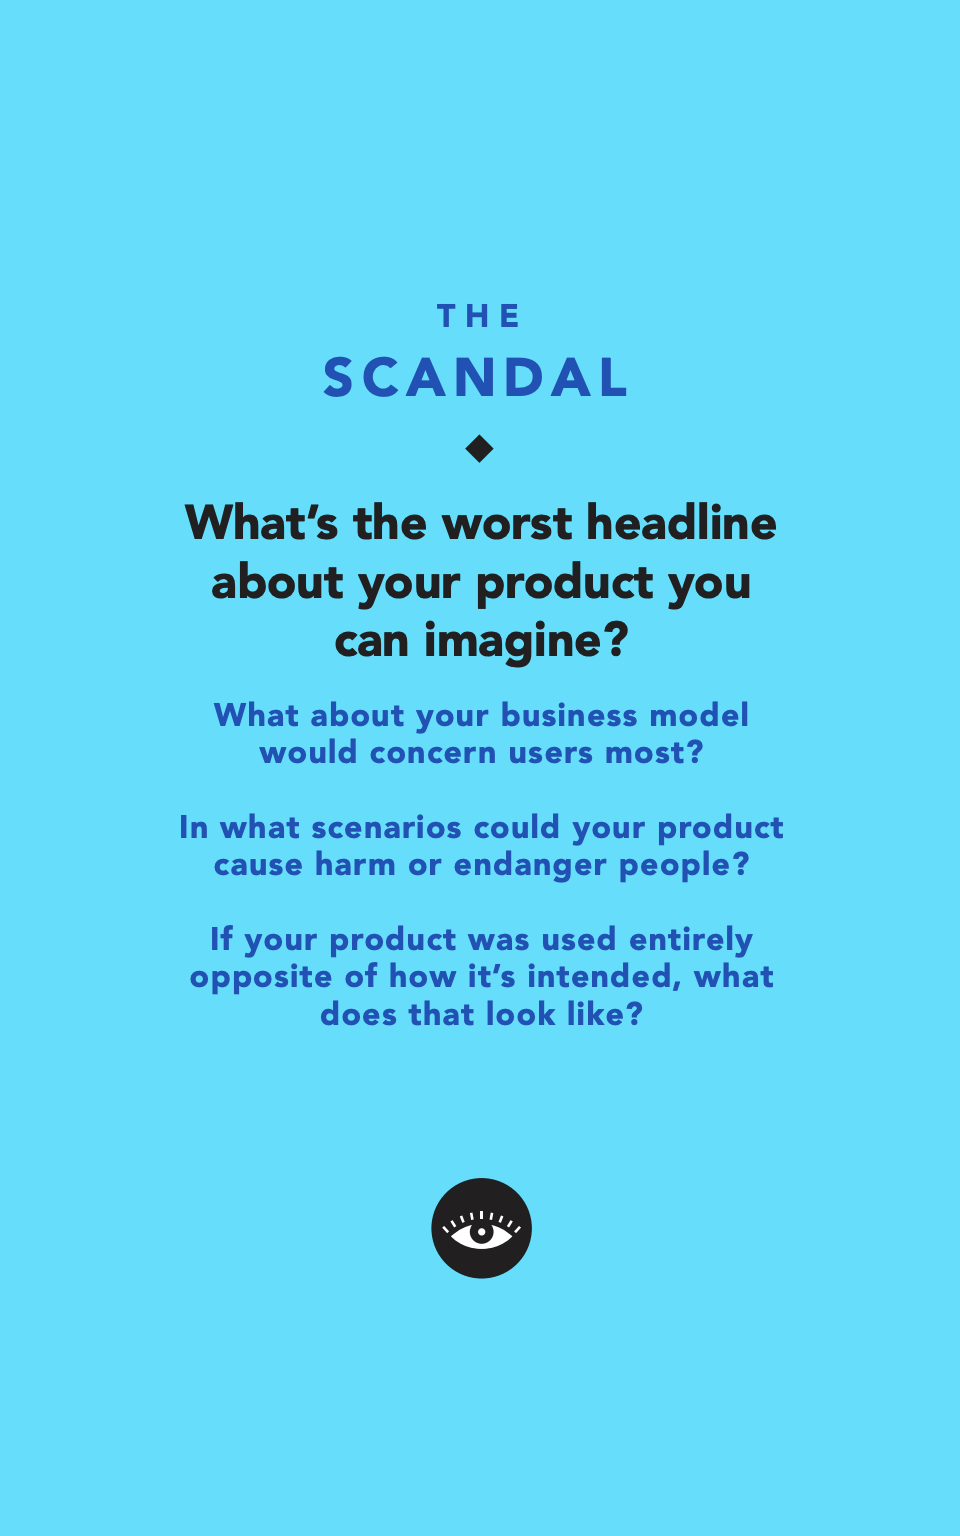 THE
SCANDAL
What’s the worst headline
about your product you
can imagine?
What about your business model
would concern users most?
In what scenarios could your product
cause harm or endanger people?
If your product was used entirely
opposite of how it’s intended, what
does that look like?